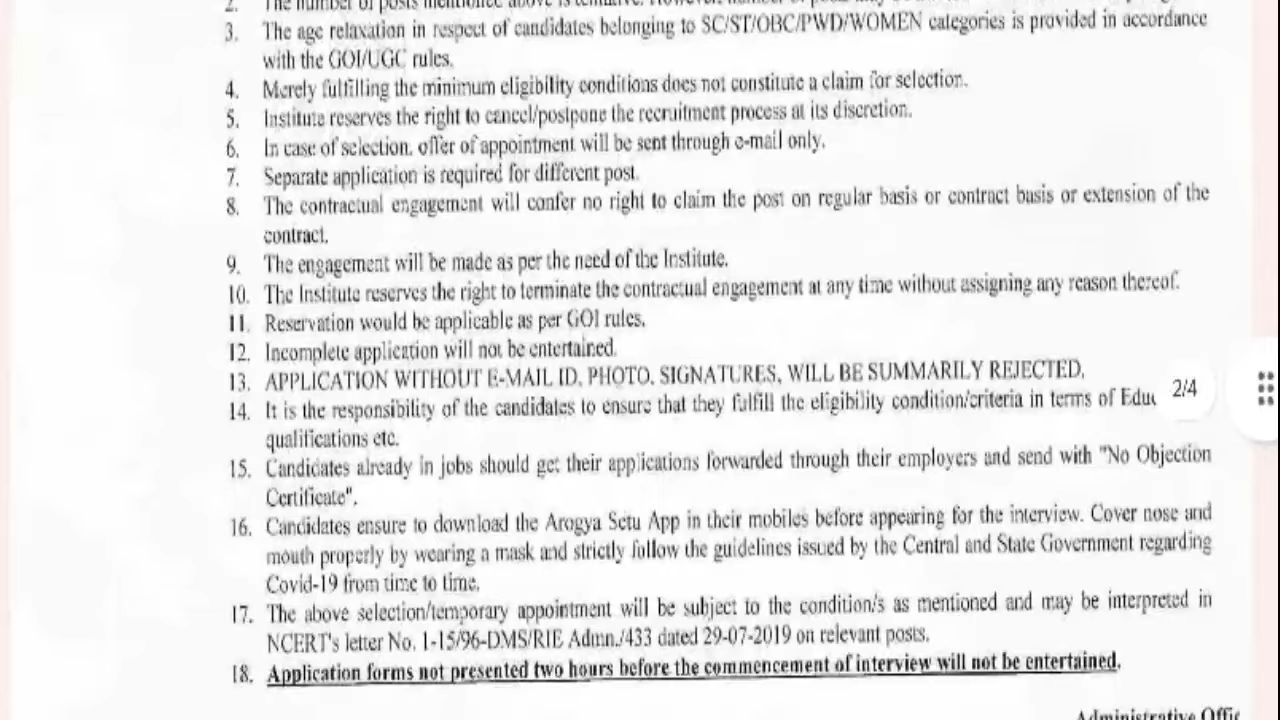 2. The number of posts mentioned above is tentative. However, number of
3. The age relaxation in respect of candidates belonging to SC/ST/OBC/PWD/WOMEN categories is provided in accordance
with the GOI/UGC rules.
4. Merely fulfilling the minimum eligibility conditions does not constitute a claim for selection.
5. Institute reserves the right to cancel/postpone the recruitment process at its discretion.
6. In case of selection, offer of appointment will be sent through e-mail only.
7. Separate application is required for different post.
8. The contractual engagement will confer no right to claim the post on regular basis or contract basis or extension of the
contract.
9. The engagement will be made as per the need of the Institute.
10. The Institute reserves the right to terminate the contractual engagement at any time without assigning any reason thereof.
11. Reservation would be applicable as per GOI rules.
12. Incomplete application will not be entertained.
13. APPLICATION WITHOUT E-MAIL ID, PHOTO, SIGNATURES, WILL BE SUMMARILY REJECTED.
2/4
14. It is the responsibility of the candidates to ensure that they fulfill the eligibility condition/criteria in terms of Educ
qualifications etc.
15. Candidates already in jobs should get their applications forwarded through their employers and send with "No Objection
Certificate".
16. Candidates ensure to download the Arogya Setu App in their mobiles before appearing for the interview. Cover nose and
mouth properly by wearing a mask and strictly follow the guidelines issued by the Central and State Government regarding
Covid-19 from time to time.
17. The above selection/temporary appointment will be subject to the condition/s as mentioned and may be interpreted in
NCERT's letter No. 1-15/96-DMS/RIE Admn./433 dated 29-07-2019 on relevant posts.
18. Application forms not presented two hours before the commencement of interview will not be entertained.
Administrative Offic